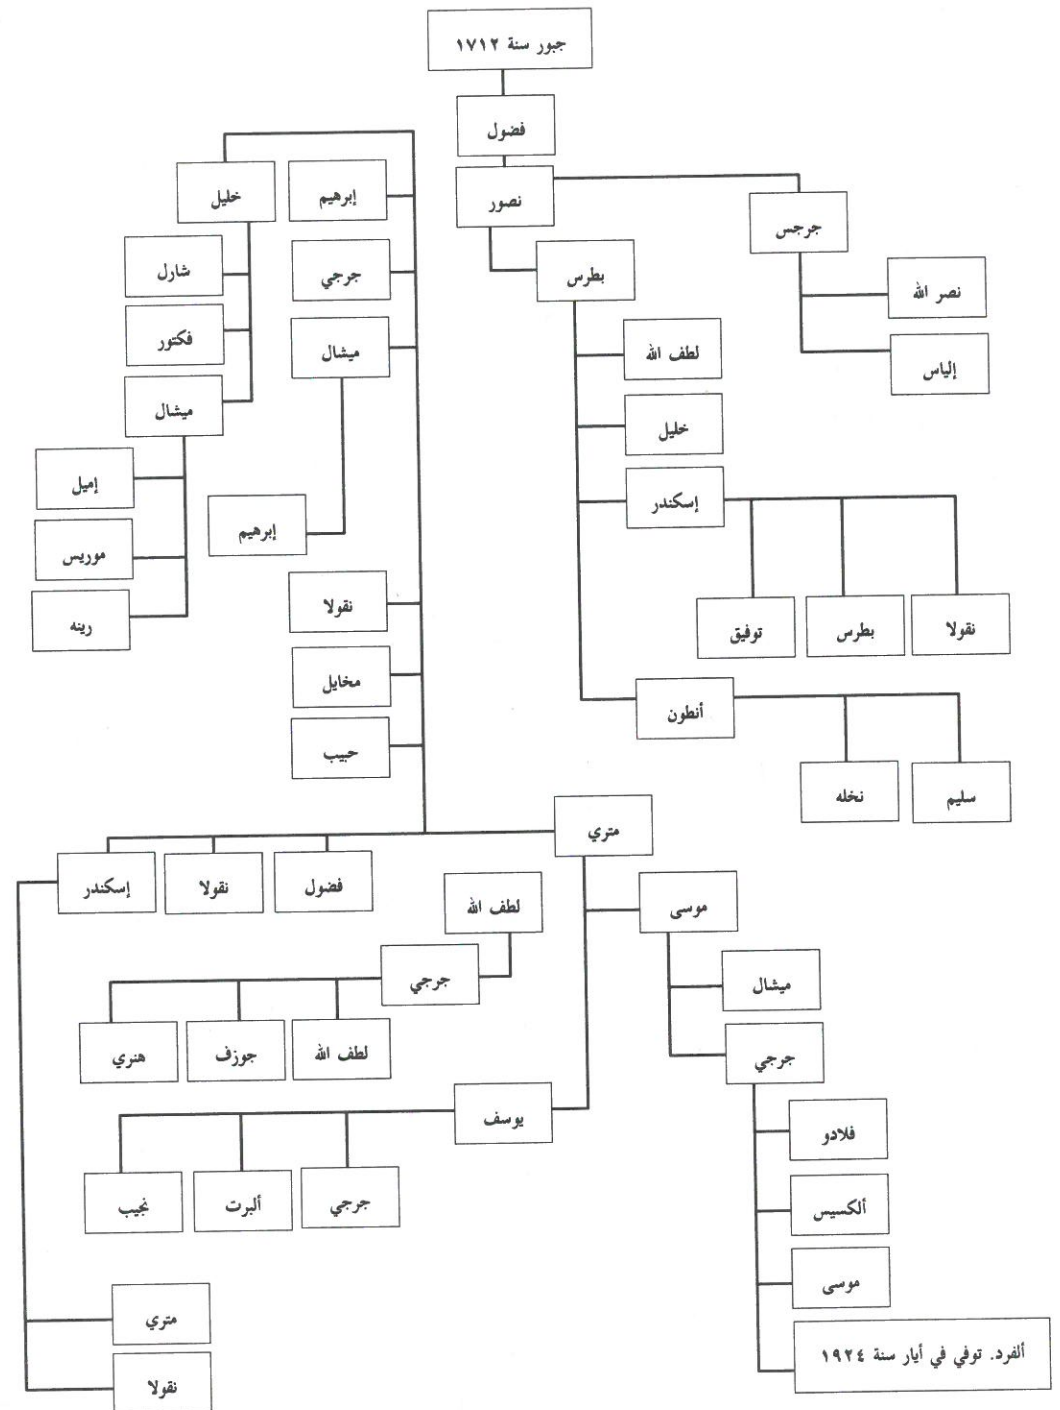 جبور سنة ١٧١٢
فضول
نصور
جرجس
نصر الله
إلياس
بطرس
لطف الله
خليل
إسكندر
نقولا
بطرس
توفيق
أنطون
سليم
نخله
إبرهيم
خليل
جرجي
شارل
فكتور
ميشال
ميشال
إميل
موريس
رينه
إبرهيم
نقولا
مخايل
حبيب
متري
فضول
نقولا
إسكندر
موسى
لطف الله
جرجي
لطف الله
جوزف
هنري
ميشال
جرجي
فلادو
ألكسيس
موسى
ألفرد. توفي في أيار سنة ١٩٢٤
يوسف
جرجي
ألبرت
نجيب
متري
نقولا